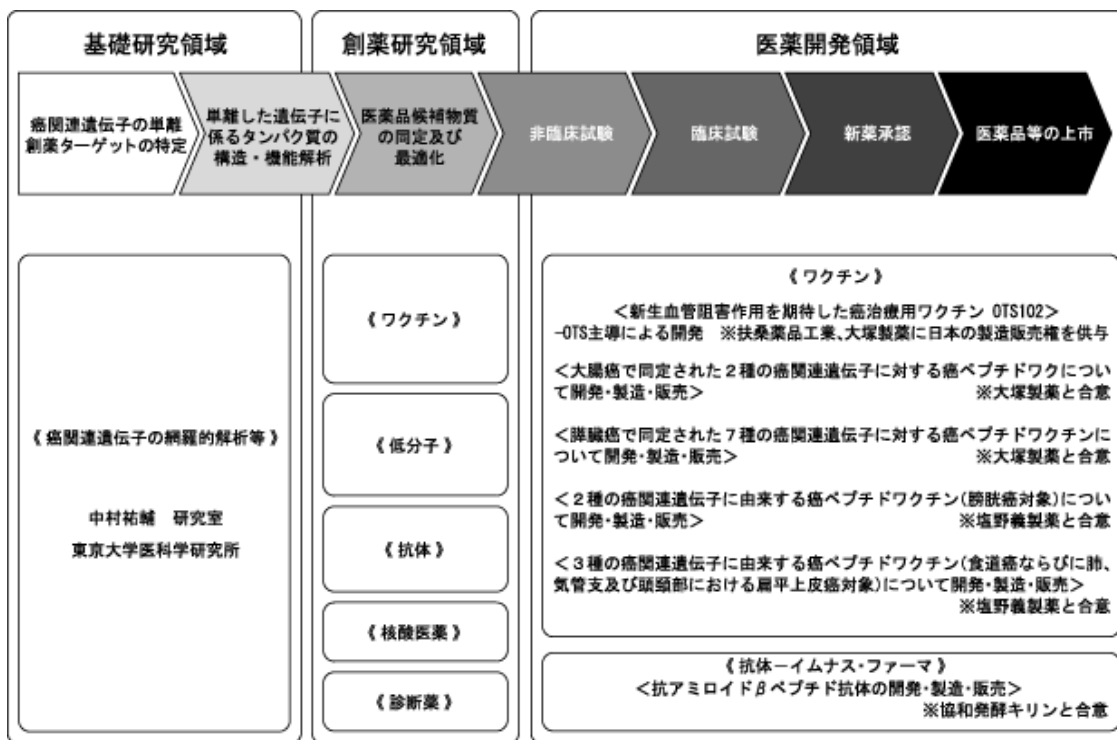 基礎研究領域
創薬研究領域
医薬開発領域
癌関連遺伝子の単離
創薬ターゲットの特定
単離した遺伝子に
係るタンパク質の
構造・機能解析
医薬品候補物質
の同定及び
最適化
非臨床試験
臨床試験
新薬承認
医薬品等の上市
《 癌関連遺伝子の網羅的解析等 》
中村祐輔　研究室
東京大学医科学研究所
《 ワクチン 》
《 低分子 》
《 抗体 》
《 核酸医薬 》
《 診断薬 》
《 ワクチン 》
＜新生血管阻害作用を期待した癌治療用ワクチン OTS102＞
-OTS主導による開発　※扶桑薬品工業、大塚製薬に日本の製造販売権を供与
＜大腸癌で同定された２種の癌関連遺伝子に対する癌ペプチドワクについ
て開発・製造・販売＞　※大塚製薬と合意
＜膵臓癌で同定された７種の癌関連遺伝子に対する癌ペプチドワクチンに
ついて開発・製造・販売＞　※大塚製薬と合意
＜２種の癌関連遺伝子に由来する癌ペプチドワクチン（膀胱癌対象）につい
て開発・製造・販売＞　※塩野義製薬と合意
＜３種の癌関連遺伝子に由来する癌ペプチドワクチン（食道癌ならびに肺、
気管支及び頭頸部における扁平上皮癌対象）について開発・製造・販売＞
※塩野義製薬と合意
《 抗体－イムナス・ファーマ 》
＜抗アミロイドβペプチド抗体の開発・製造・販売＞
※協和発酵キリンと合意